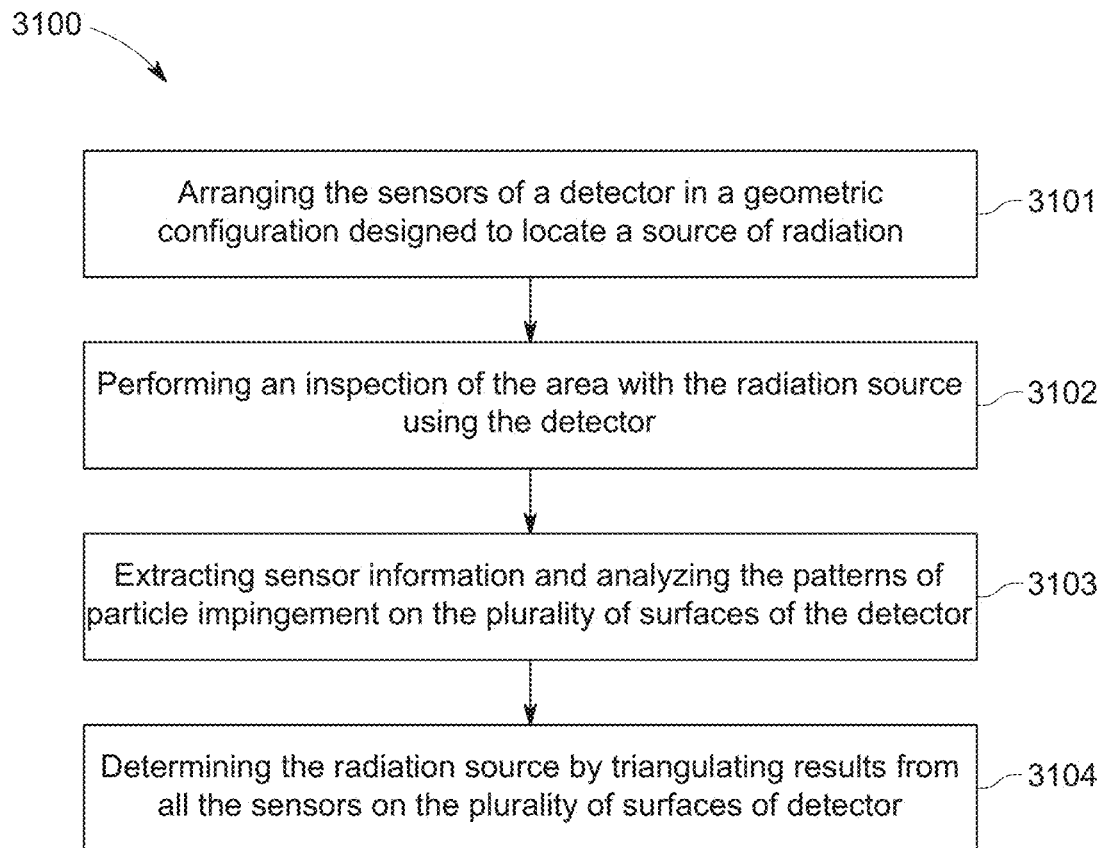 3100
Arranging the sensors of a detector in a geometric
configuration designed to locate a source of radiation
3101
Performing an inspection of the area with the radiation source
using the detector
3102
Extracting sensor information and analyzing the patterns of
particle impingement on the plurality of surfaces of the detector
3103
Determining the radiation source by triangulating results from
all the sensors on the plurality of surfaces of detector
3104